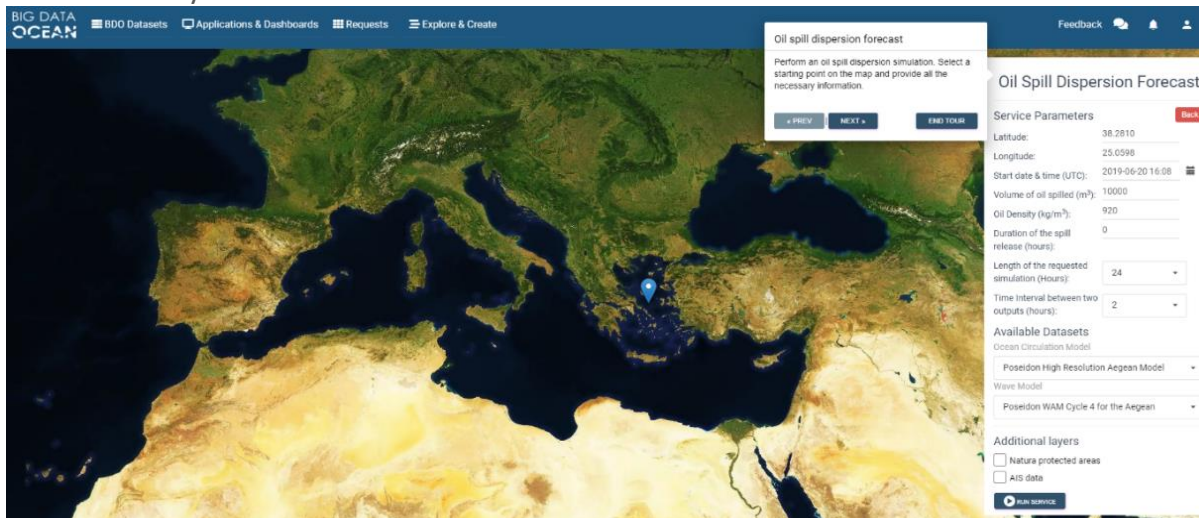 BIG DATA
OCEAN
BDO Datasets
Applications & Dashboards
Requests
Explore & Create
Feedback
Oil spill dispersion forecast
Perform an oil spill dispersion simulation. Select a
starting point on the map and provide all the
necessary information.
« PREV
NEXT »
END TOUR
Oil Spill Dispersion Forecast
Service Parameters
Back
Latitude: 38.2810
Longitude: 25.0598
Start date & time (UTC): 2019-06-20 16:08
Volume of oil spilled (m³): 10000
Oil Density (kg/m³): 920
Duration of the spill 0
release (hours):
Length of the requested
simulation (Hours): 24
Time Interval between two
outputs (hours): 2
Available Datasets
Ocean Circulation Model
Poseidon High Resolution Aegean Model
Wave Model
Poseidon WAM Cycle 4 for the Aegean
Additional layers
Natura protected areas
AIS data
RUN SERVICE